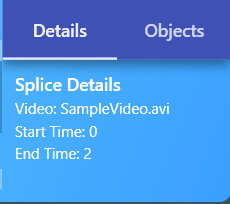 Details Objects
Splice Details
Video: SampleVideo.avi
Start Time: 0
End Time: 2